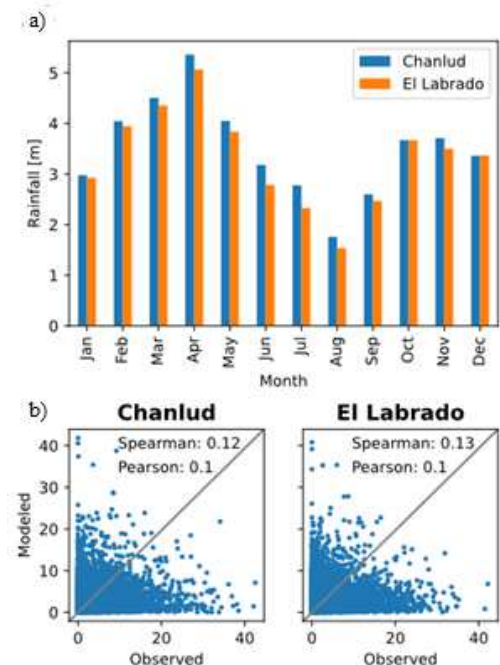 a)
Chanlud
El Labrado
Rainfall [m]
5
4
3
2
1
0
Jan Feb Mar Apr May Jun Jul Aug Sep Oct Nov Dec
Month
b)
Chanlud
El Labrado
Spearman: 0.12
Pearson: 0.1
Spearman: 0.13
Pearson: 0.1
Modeled
40
30
20
10
0
0 20 40
0 20 40
Observed
Observed